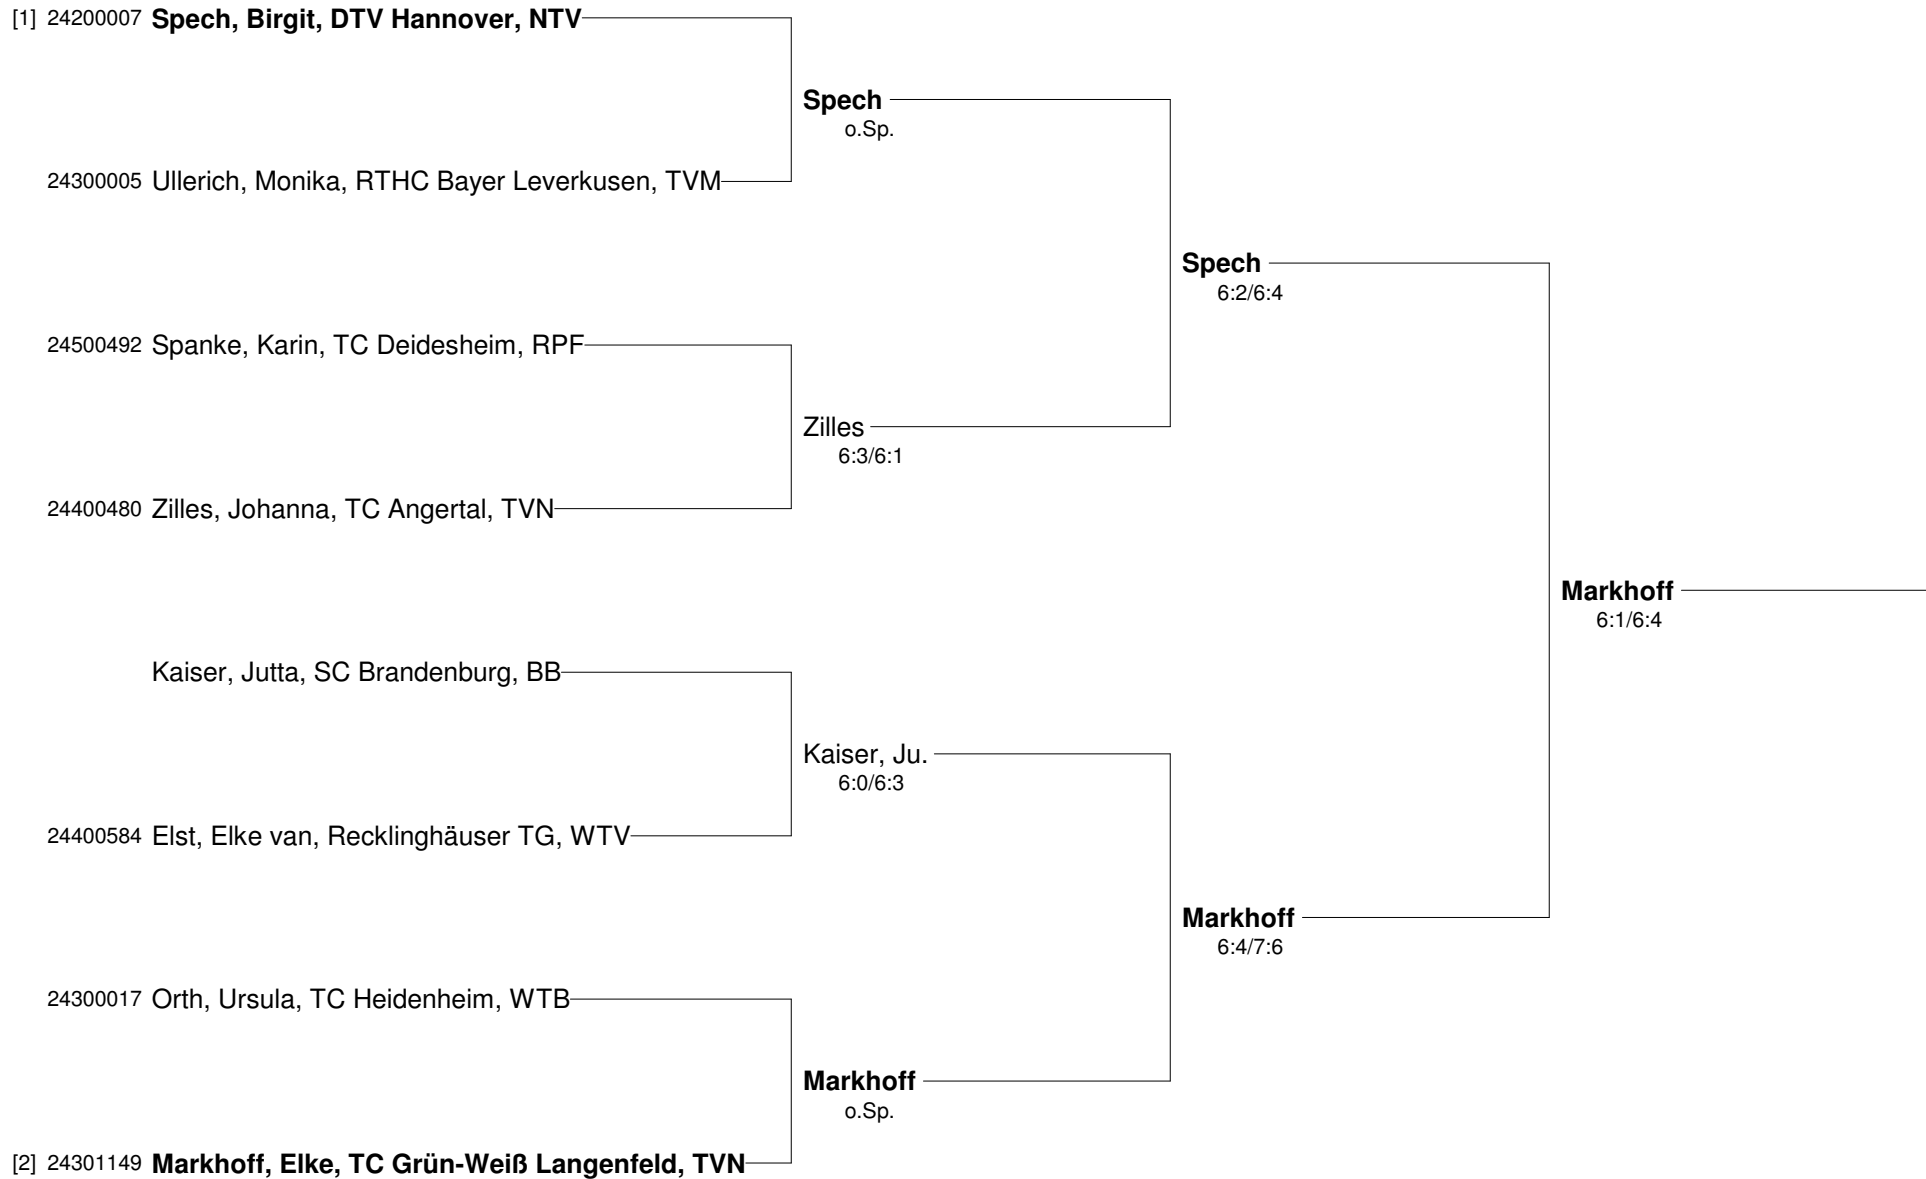 [1] 24200007 Spech, Birgit, DTV Hannover, NTV
Spech
o.Sp.
24300005 Ullerich, Monika, RTHC Bayer Leverkusen, TVM
Spech
6:2/6:4
24500492 Spanke, Karin, TC Deidesheim, RPF
Zilles
6:3/6:1
24400480 Zilles, Johanna, TC Angertal, TVN
Markhoff
6:1/6:4
Kaiser, Jutta, SC Brandenburg, BB
Kaiser, Ju.
6:0/6:3
24400584 Elst, Elke van, Recklinghäuser TG, WTV
Markhoff
6:4/7:6
24300017 Orth, Ursula, TC Heidenheim, WTB
Markhoff
o.Sp.
[2] 24301149 Markhoff, Elke, TC Grün-Weiß Langenfeld, TVN